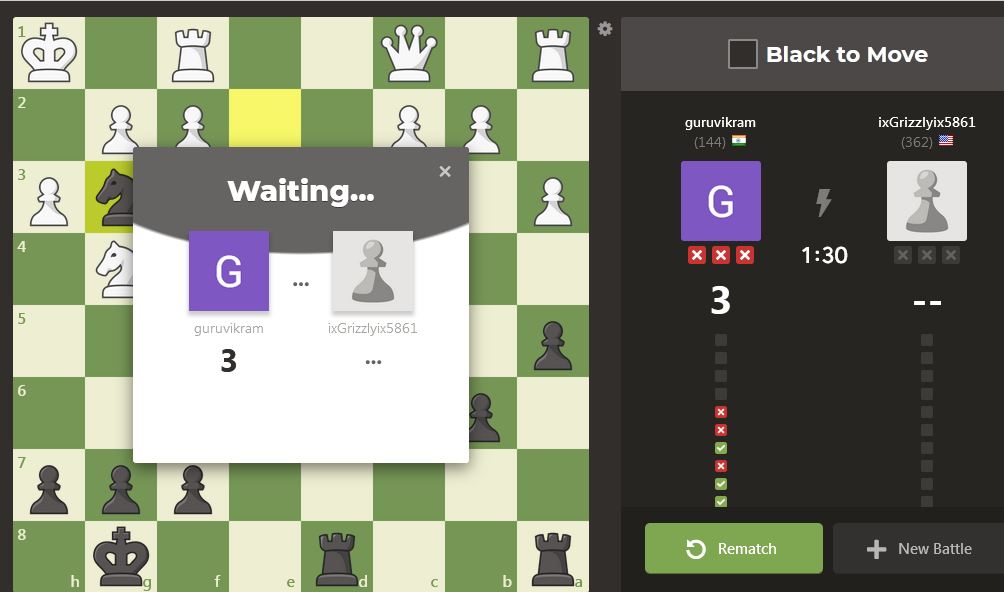 1
2
3
4
5
6
7
8
h
g
f
e
d
c
b
a
Waiting...
G
...
guruvikram
ixGrizzlyix5861
3
...
Black to Move
guruvikram
ixGrizzlyix5861
(144)
(362)
G
1:30
3
--
Rematch
New Battle